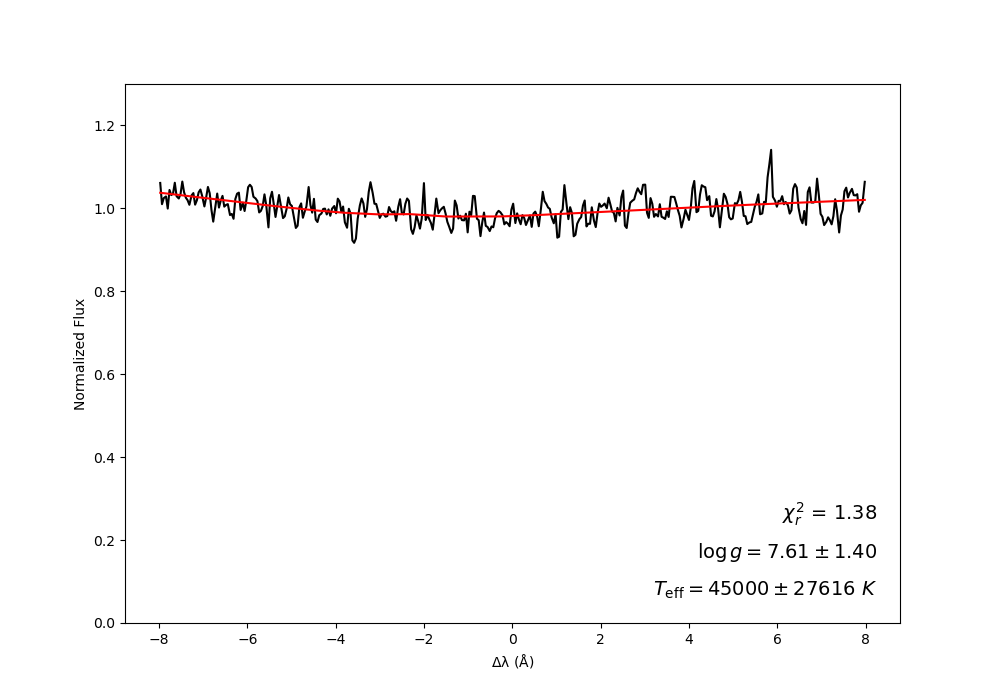 1.2
1.0
0.8
0.6
0.4
0.2
0.0
Normalized Flux
χ²ᵣ = 1.38
log g = 7.61 ± 1.40
T_eff = 45000 ± 27616 K
−8 −6 −4 −2 0 2 4 6 8
Δλ (Å)